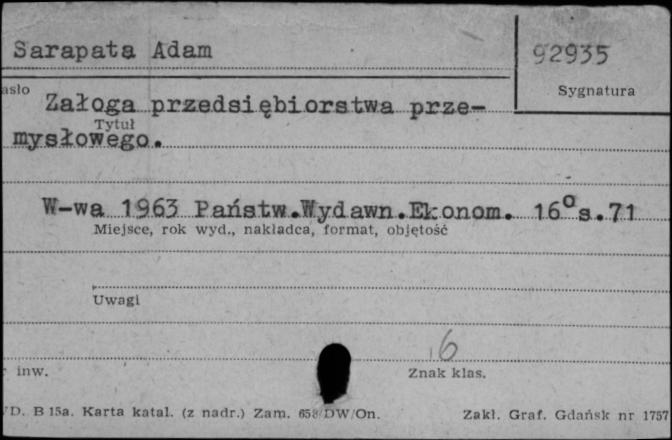 Sarapata Adam
92935
asło
Sygnatura
Załoga przedsiębiorstwa prze-
Tytuł
mysłowego.
W-wa 1963 Państw.Wydawn.Ekonom. 16° s.71
Miejsce, rok wyd., nakładca, format, objętość
Uwagi
6
inw.
Znak klas.
D. B 15a. Karta katal. (z nadr.) Zam. /DW/On.
Zakł. Graf. Gdańsk nr 1757